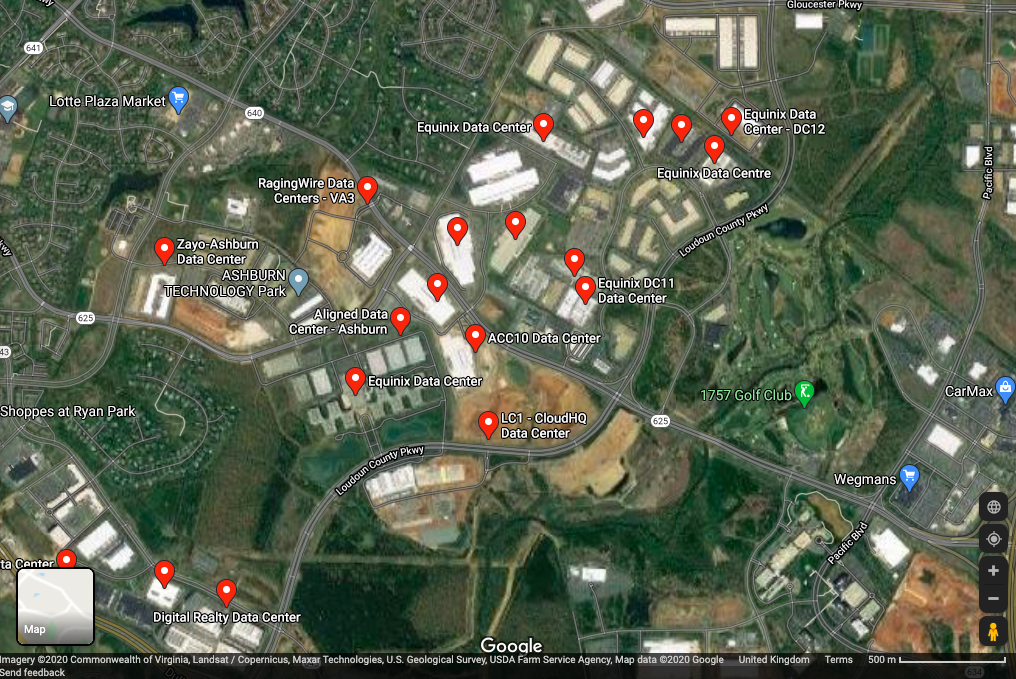 Gloucester Pkwy
641
Lotte Plaza Market
640
Equinix Data Center
Equinix Data
Center - DC12
Equinix Data Centre
Pacific Blvd
RagingWire Data
Centers - VA3
Loudoun County Pkwy
Zayo-Ashburn
Data Center
ASHBURN
TECHNOLOGY Park
Equinix DC11
Data Center
625
Aligned Data
Center - Ashburn
ACC10 Data Center
43
Equinix Data Center
1757 Golf Club
CarMax
Shoppes at Ryan Park
LC1 - CloudHQ
Data Center
625
Loudoun County Pkwy
Wegmans
Pacific Blvd
ta Center
Digital Realty Data Center
Map
Google
Imagery ©2020 Commonwealth of Virginia, Landsat / Copernicus, Maxar Technologies, U.S. Geological Survey, USDA Farm Service Agency, Map data ©2020 Google United Kingdom Terms 500 m
Send feedback